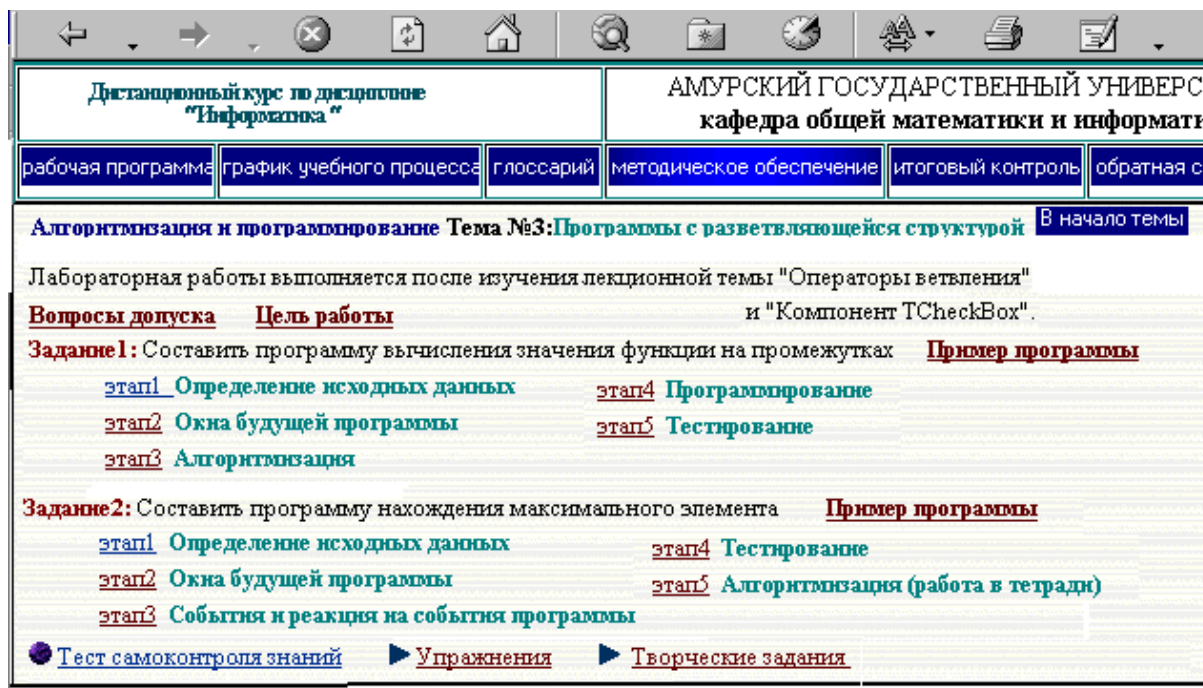 Дистанционный курс по дисциплине
"Информатика"
АМУРСКИЙ ГОСУДАРСТВЕННЫЙ УНИВЕРС
кафедра общей математики и информати
рабочая программа график учебного процесса глоссарий методическое обеспечение итоговый контроль обратная с
Алгоритмизация и программирование Тема №3:Программы с разветвляющейся структурой В начало темы
Лабораторная работы выполняется после изучения лекционной темы "Операторы ветвления"
и "Компонент TCheckBox".
Вопросы допуска Цель работы
Задание1: Составить программу вычисления значения функции на промежутках Пример программы
этап1 Определение исходных данных
этап2 Окна будущей программы
этап3 Алгоритмизация
этап4 Программирование
этап5 Тестирование
Задание2: Составить программу нахождения максимального элемента Пример программы
этап1 Определение исходных данных
этап2 Окна будущей программы
этап3 События и реакция на события программы
этап4 Тестирование
этап5 Алгоритмизация (работа в тетради)
Тест самоконтроля знаний Упражнения Творческие задания